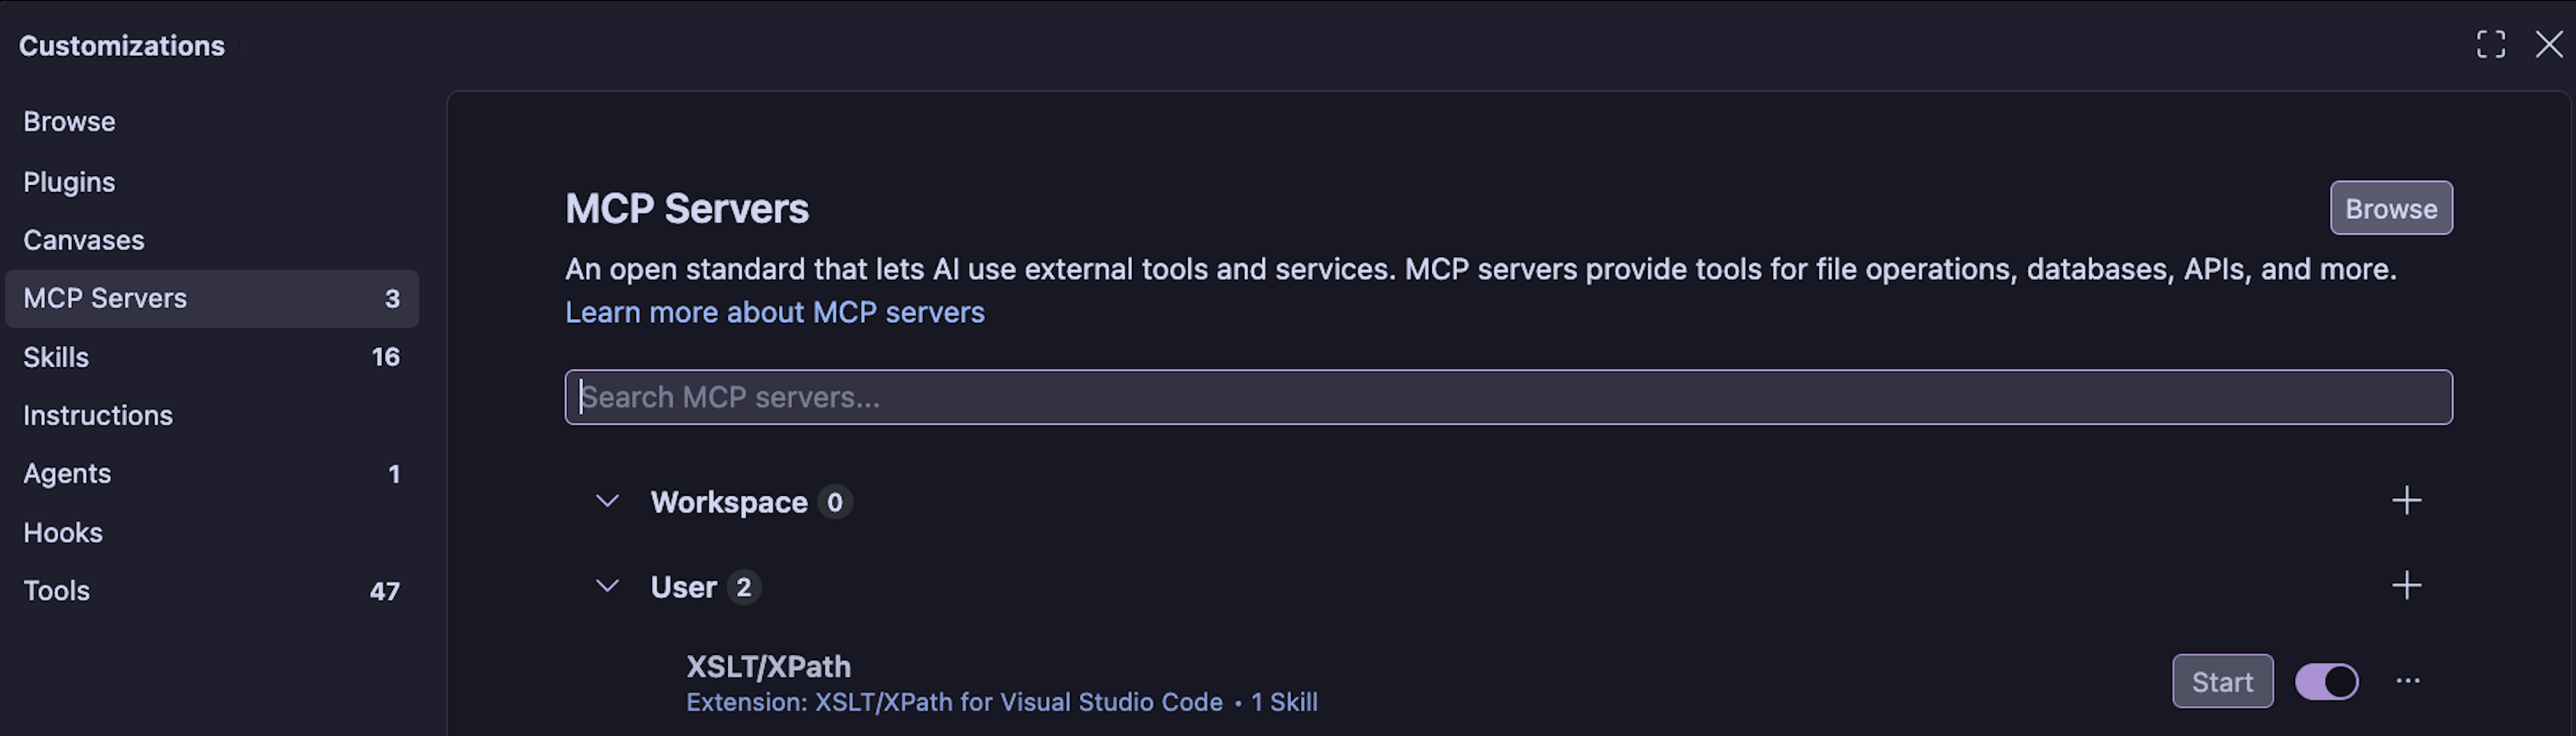 Customizations
Browse
Plugins
Canvases
MCP Servers 3
Skills 16
Instructions
Agents 1
Hooks
Tools 47
MCP Servers
Browse
An open standard that lets AI use external tools and services. MCP servers provide tools for file operations, databases, APIs, and more.
Learn more about MCP servers
Search MCP servers...
Workspace 0
User 2
XSLT/XPath
Extension: XSLT/XPath for Visual Studio Code • 1 Skill
Start